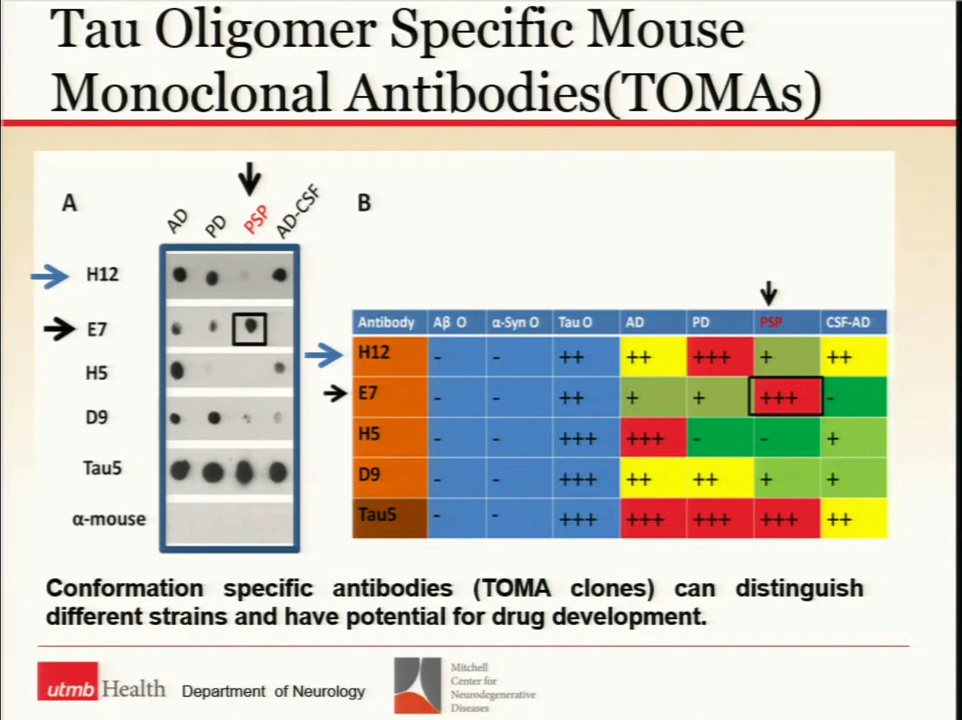 Tau Oligomer Specific Mouse
Monoclonal Antibodies(TOMAs)
A
AD PD PSP AD-CSF
H12
E7
H5
D9
Tau5
α-mouse
B
Antibody Aβ O α-Syn O Tau O AD PD PSP CSF-AD
H12 - - ++ ++ +++ + ++
E7 - - ++ + + +++ -
H5 - - +++ +++ - - +
D9 - - +++ ++ ++ + +
Tau5 - - +++ +++ +++ +++ ++
Conformation specific antibodies (TOMA clones) can distinguish
different strains and have potential for drug development.
utmb Health Department of Neurology
Mitchell
Center for
Neurodegenerative
Diseases